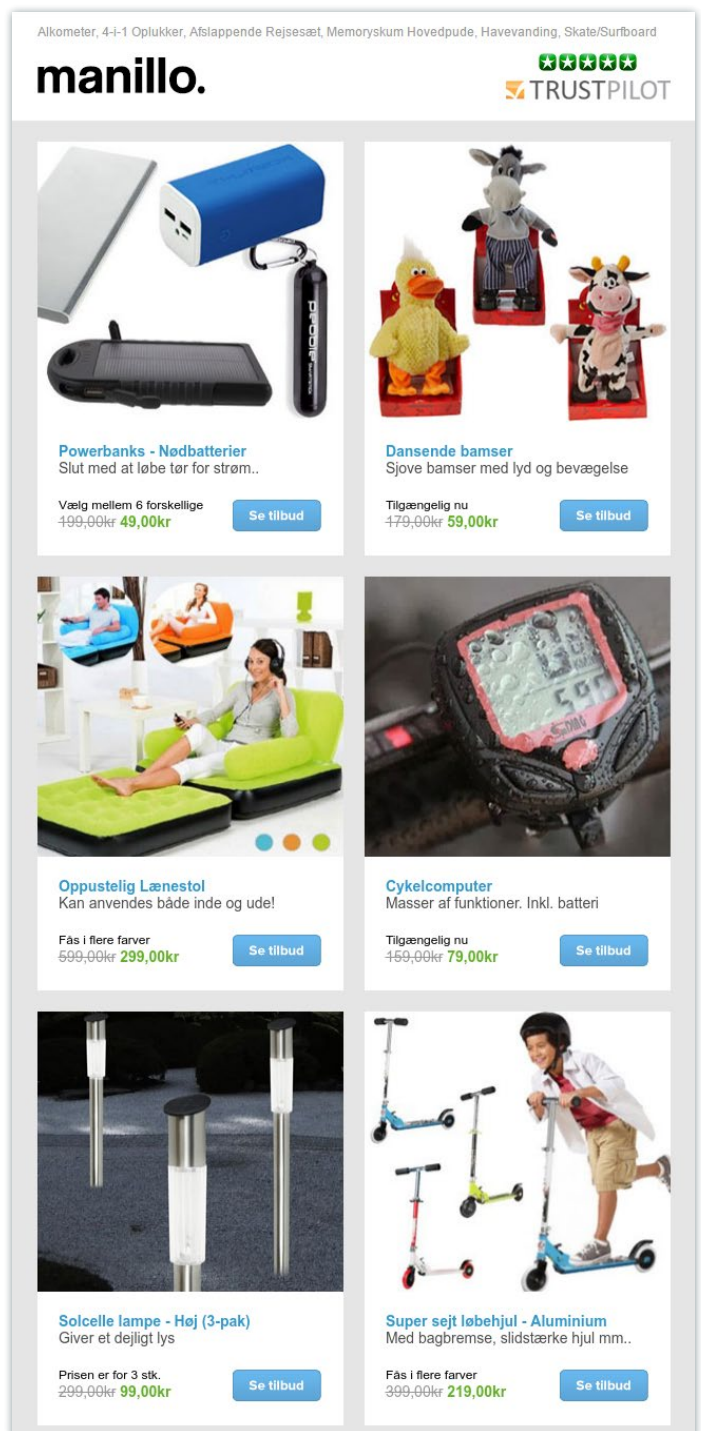 Alkometer, 4-i-1 Oplukker, Afslappende Rejsesæt, Memoryskum Hovedpude, Havevanding, Skate/Surfboard
manillo.
TRUSTPILOT
pebble
Powerbanks - Nødbatterier
Slut med at løbe tør for strøm..
Vælg mellem 6 forskellige
199,00kr 49,00kr
Se tilbud
Dansende bamser
Sjove bamser med lyd og bevægelse
Tilgængelig nu
179,00kr 59,00kr
Se tilbud
Oppustelig Lænestol
Kan anvendes både inde og ude!
Fås i flere farver
599,00kr 299,00kr
Se tilbud
Cykelcomputer
Masser af funktioner. Inkl. batteri
Tilgængelig nu
159,00kr 79,00kr
Se tilbud
Solcelle lampe - Høj (3-pak)
Giver et dejligt lys
Prisen er for 3 stk.
299,00kr 99,00kr
Se tilbud
Super sejt løbehjul - Aluminium
Med bagbremse, slidstærke hjul mm..
Fås i flere farver
399,00kr 219,00kr
Se tilbud